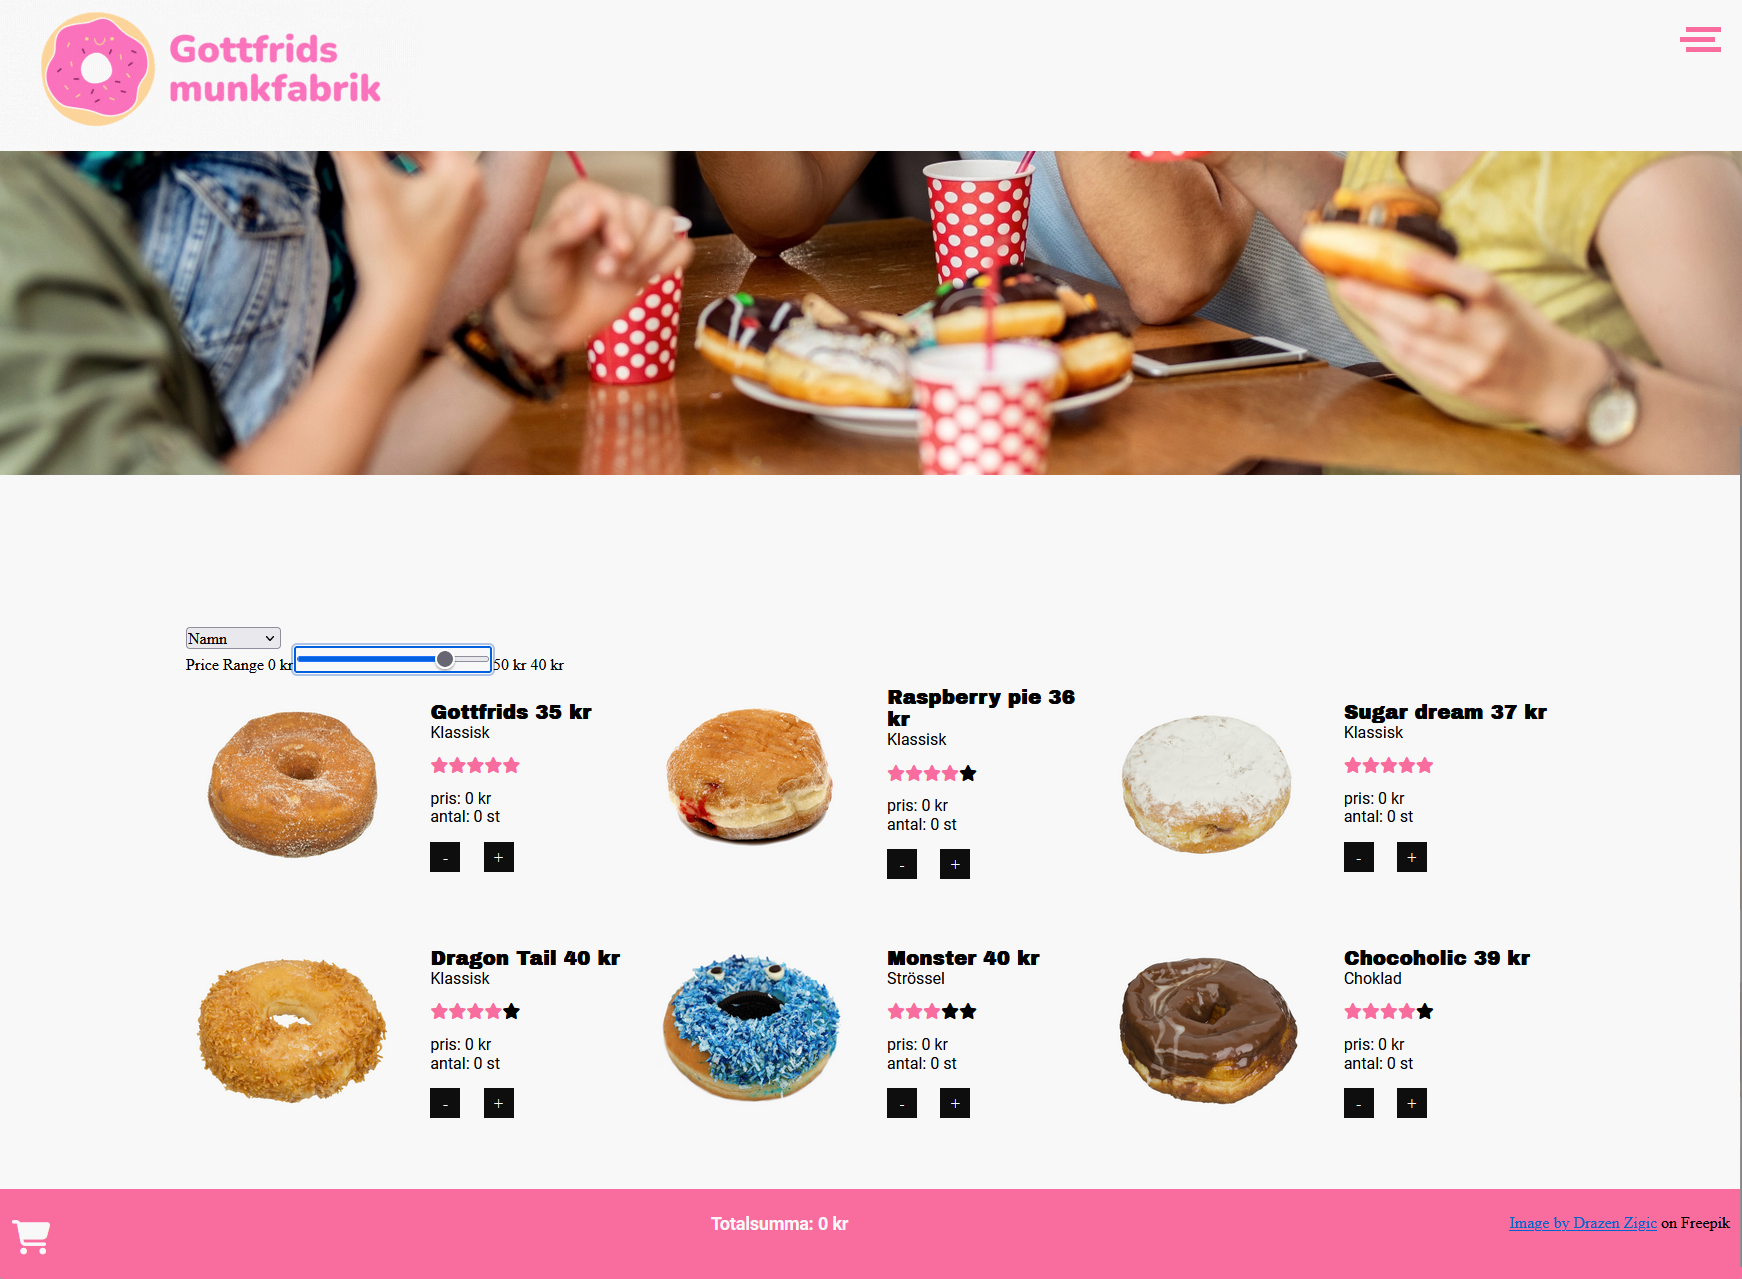 Gottfrids
munkfabrik
Namn
Price Range 0 kr 50 kr 40 kr
Gottfrids 35 kr
Klassisk
pris: 0 kr
antal: 0 st
- +
Raspberry pie 36
kr
Klassisk
pris: 0 kr
antal: 0 st
- +
Sugar dream 37 kr
Klassisk
pris: 0 kr
antal: 0 st
- +
Dragon Tail 40 kr
Klassisk
pris: 0 kr
antal: 0 st
- +
Monster 40 kr
Strössel
pris: 0 kr
antal: 0 st
- +
Chocoholic 39 kr
Choklad
pris: 0 kr
antal: 0 st
- +
Totalsumma: 0 kr
Image by Drazen Zigic on Freepik